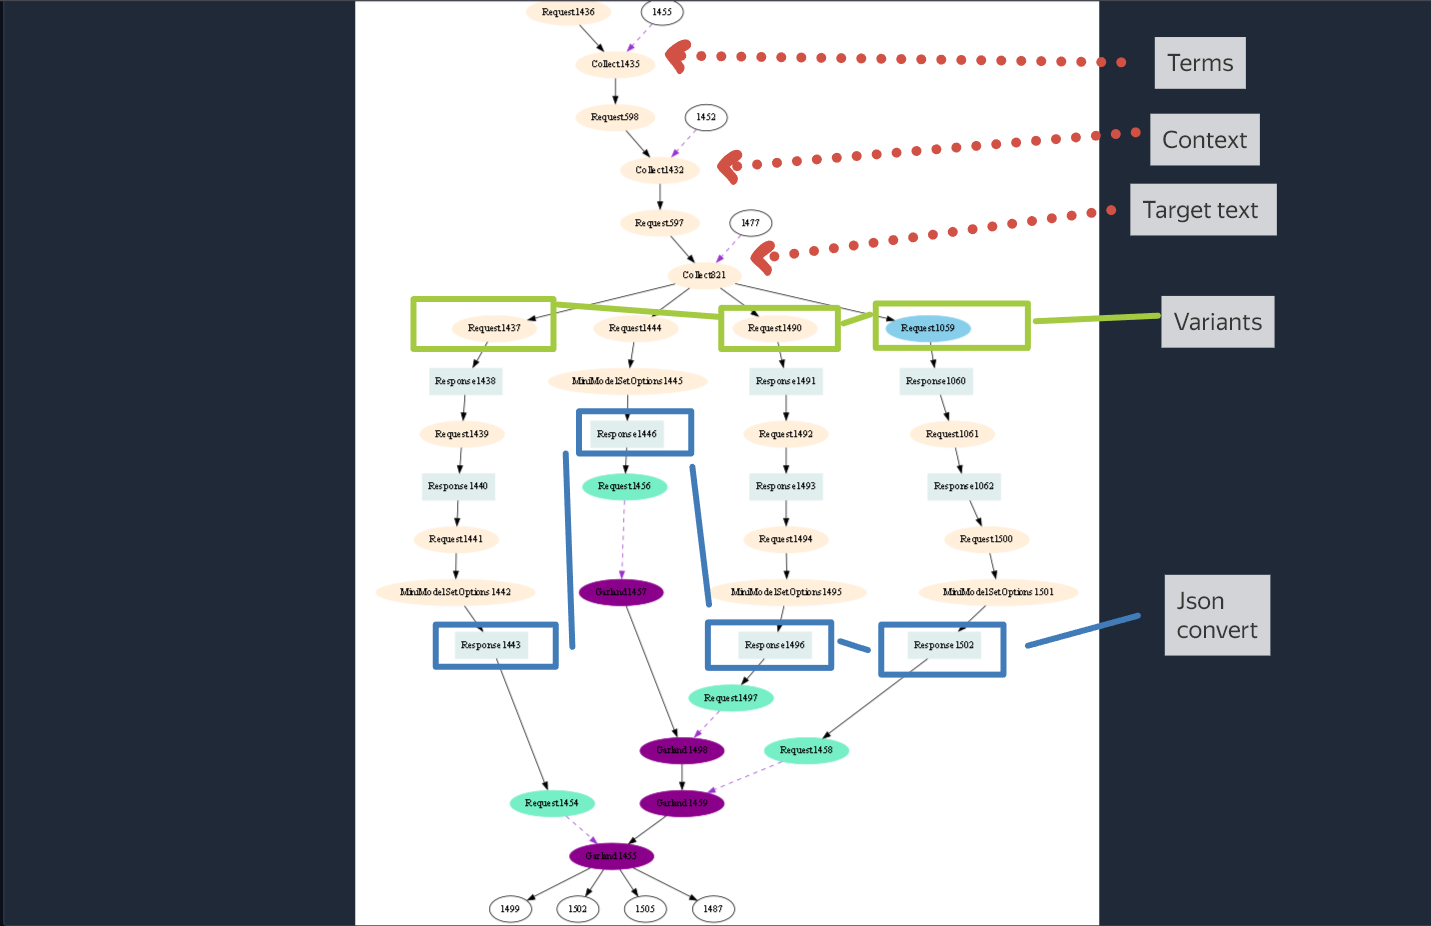 Request1436
1455
Collect1435
Terms
Request598
1452
Collect1432
Context
Request597
1477
Target text
Collect821
Request1437
Request1444
Request1490
Request1059
Variants
Response1438
MiniModelSetOptions1445
Response1491
Response1060
Request1439
Response1446
Request1492
Request1061
Response1440
Request1456
Response1493
Response1062
Request1441
Request1494
Request1500
MiniModelSetOptions1442
Garland1457
MiniModelSetOptions1495
MiniModelSetOptions1501
Json
convert
Response1443
Response1496
Response1502
Request1497
Garland1498
Request1458
Request1454
Garland1459
Garland1455
1499
1502
1505
1487